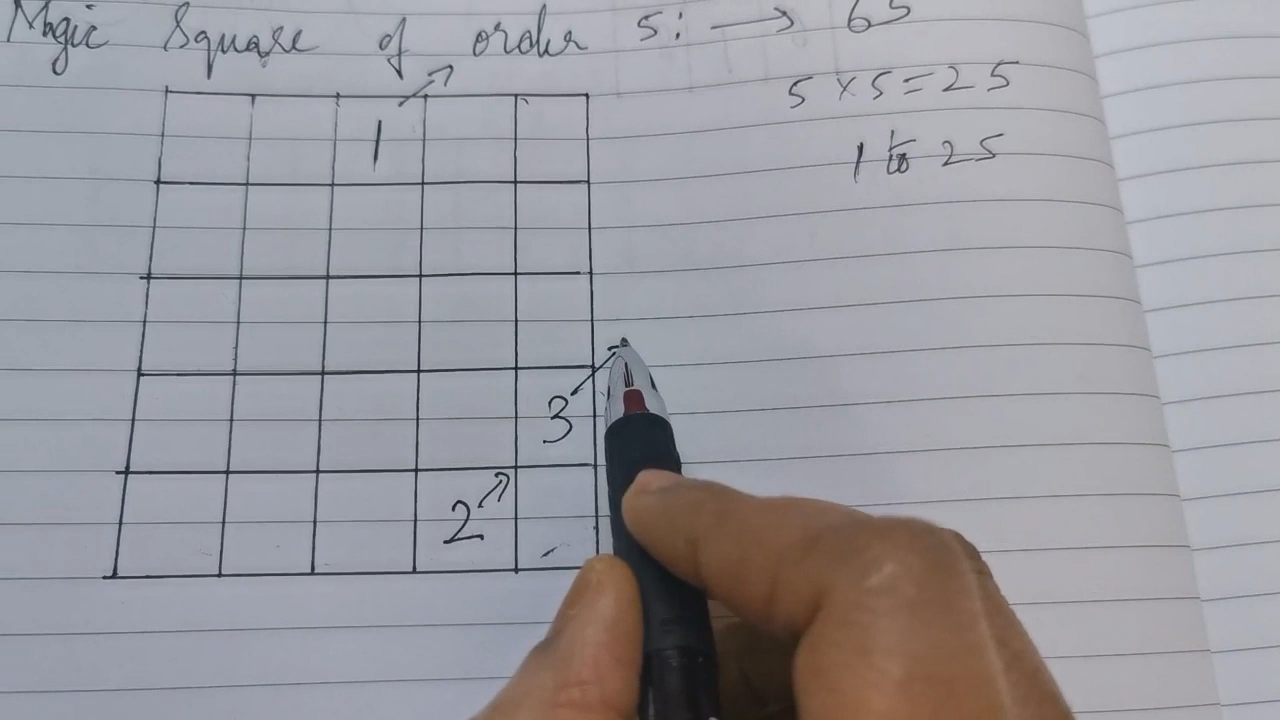 Magic Square of order 5: → 65
5 × 5 = 25
1 to 25
1
3
2